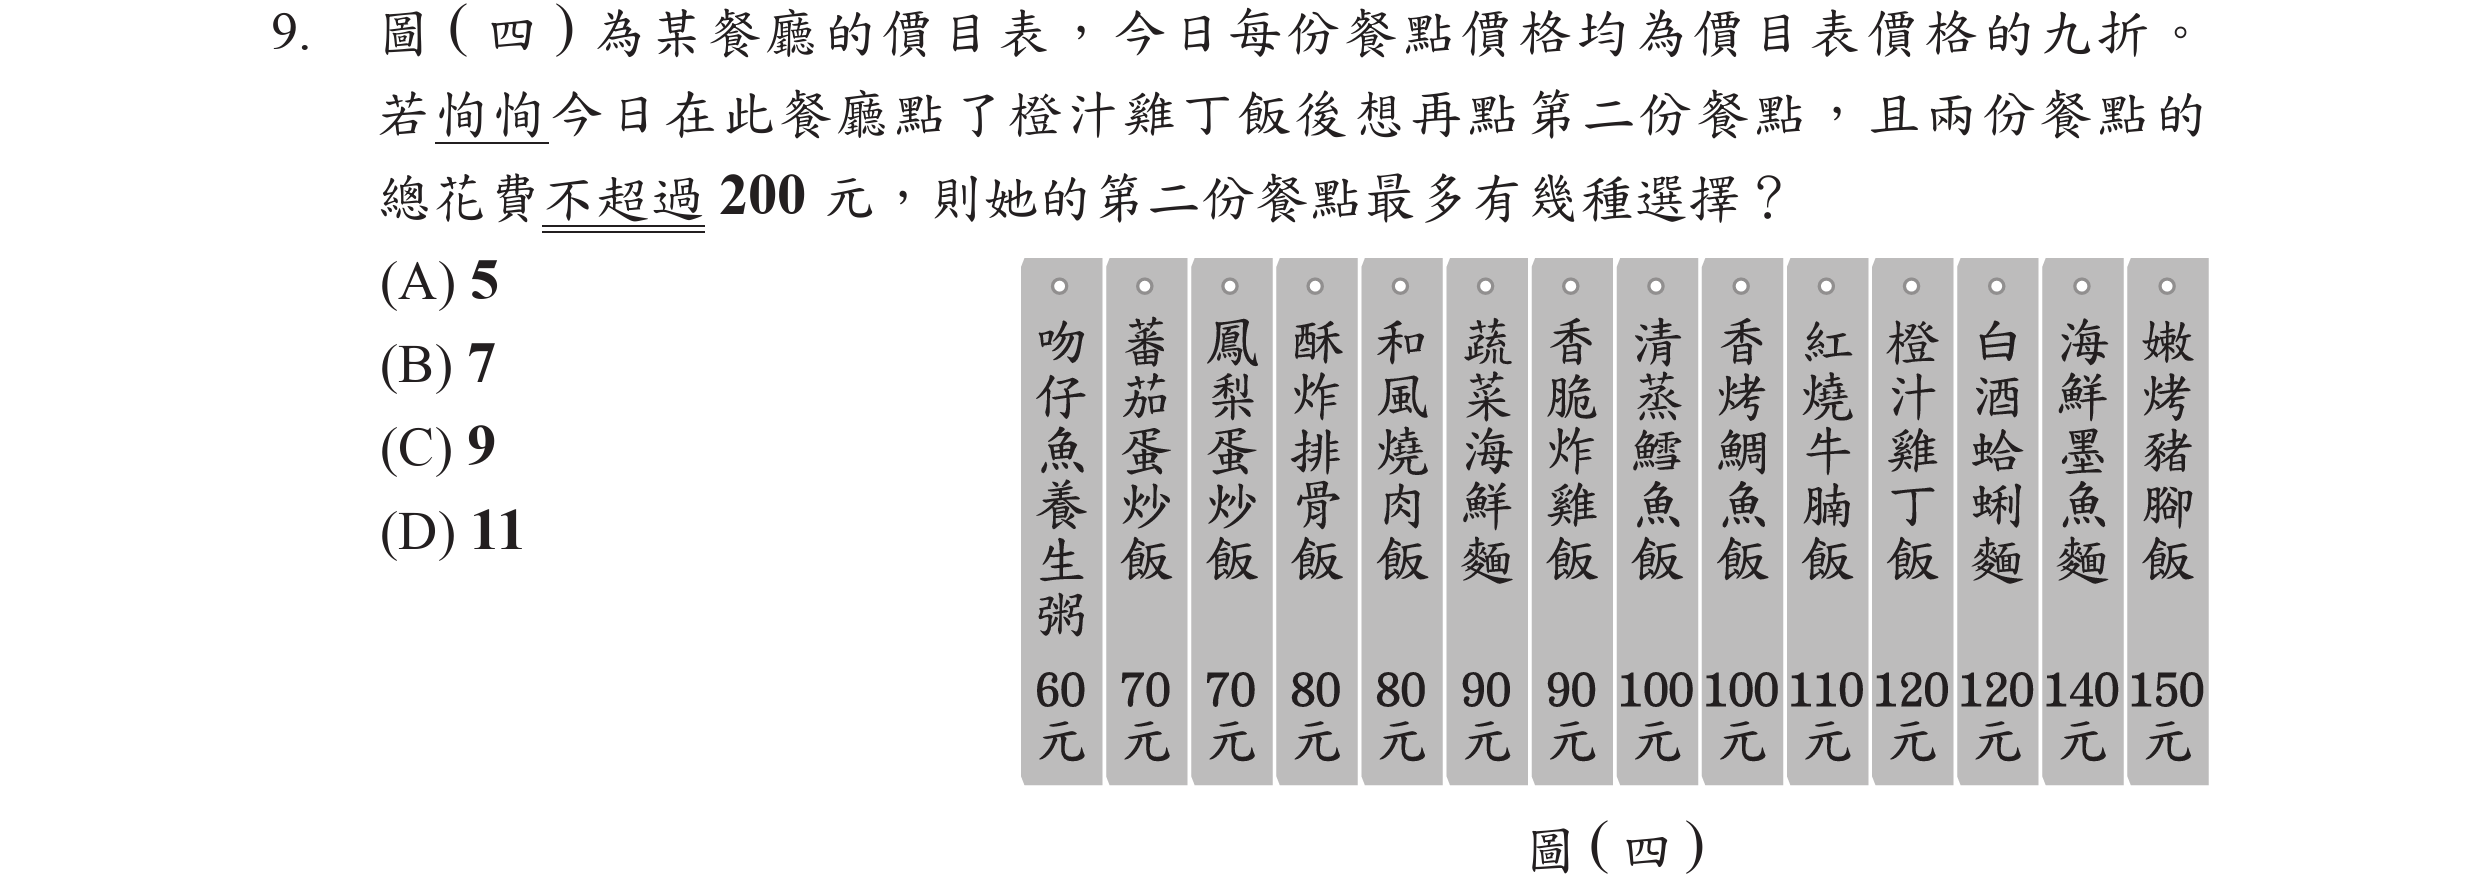 9. 圖(四)為某餐廳的價目表，今日每份餐點價格均為價目表價格的九折。
若恂恂今日在此餐廳點了橙汁雞丁飯後想再點第二份餐點，且兩份餐點的
總花費不超過 200 元，則她的第二份餐點最多有幾種選擇？
(A) 5
(B) 7
(C) 9
(D) 11
吻仔魚養生粥 60元
蕃茄蛋炒飯 70元
鳳梨蛋炒飯 70元
酥炸排骨飯 80元
和風燒肉飯 80元
蔬菜海鮮麵 90元
香脆炸雞飯 90元
清蒸鱈魚飯 100元
香烤鯛魚飯 100元
紅燒牛腩飯 110元
橙汁雞丁飯 120元
白酒蛤蜊麵 120元
海鮮墨魚麵 140元
嫩烤豬腳飯 150元
圖(四)